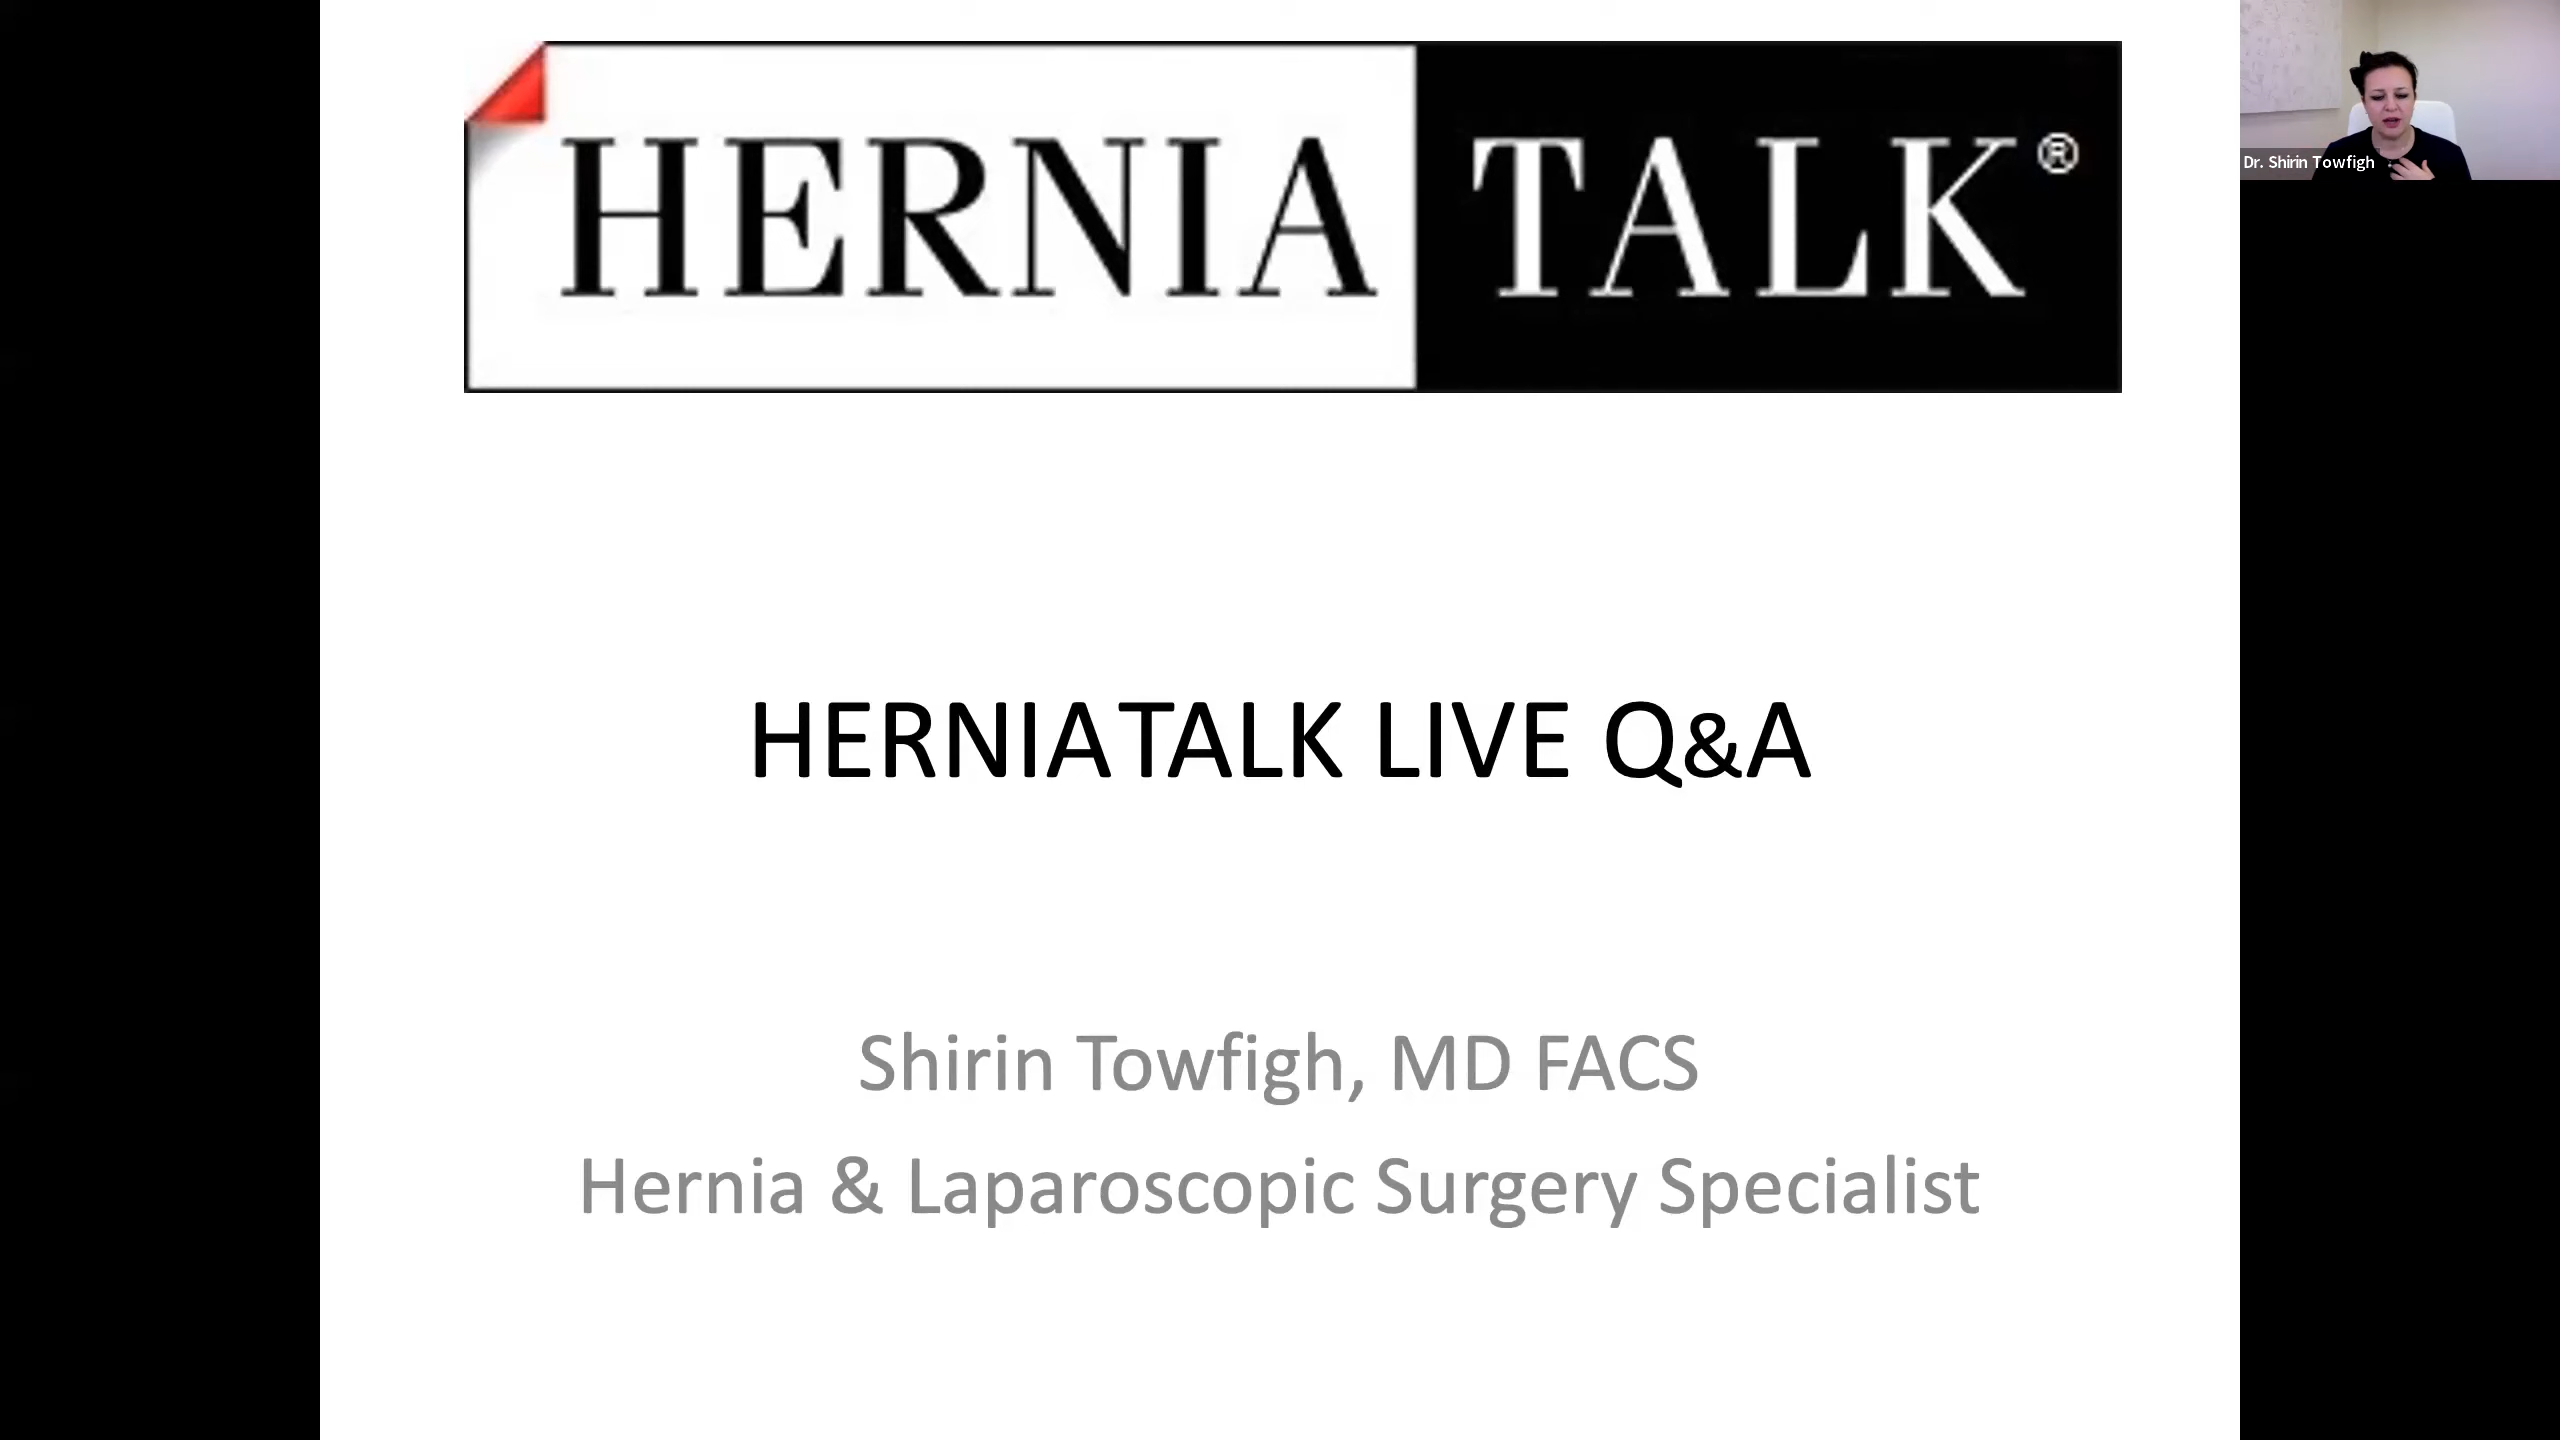 HERNIA TALK®
Dr. Shirin Towfigh
HERNIATALK LIVE Q&A
Shirin Towfigh, MD FACS
Hernia & Laparoscopic Surgery Specialist